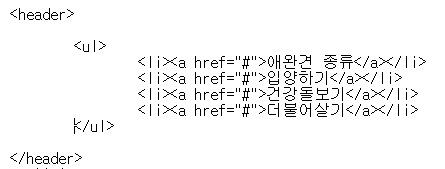 <header>
<ul>
<li><a href="#">애완견 종류</a></li>
<li><a href="#">입양하기</a></li>
<li><a href="#">건강돌보기</a></li>
<li><a href="#">더불어살기</a></li>
</ul>
</header>